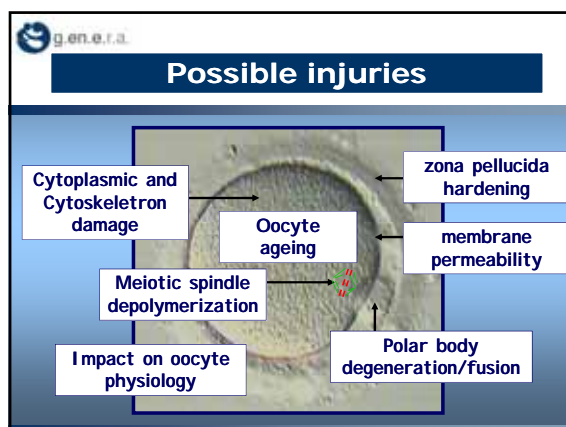 g.en.e.r.a.
Possible injuries
Cytoplasmic and
Cytoskeletron
damage
zona pellucida
hardening
Oocyte
ageing
membrane
permeability
Meiotic spindle
depolymerization
Impact on oocyte
physiology
Polar body
degeneration/fusion